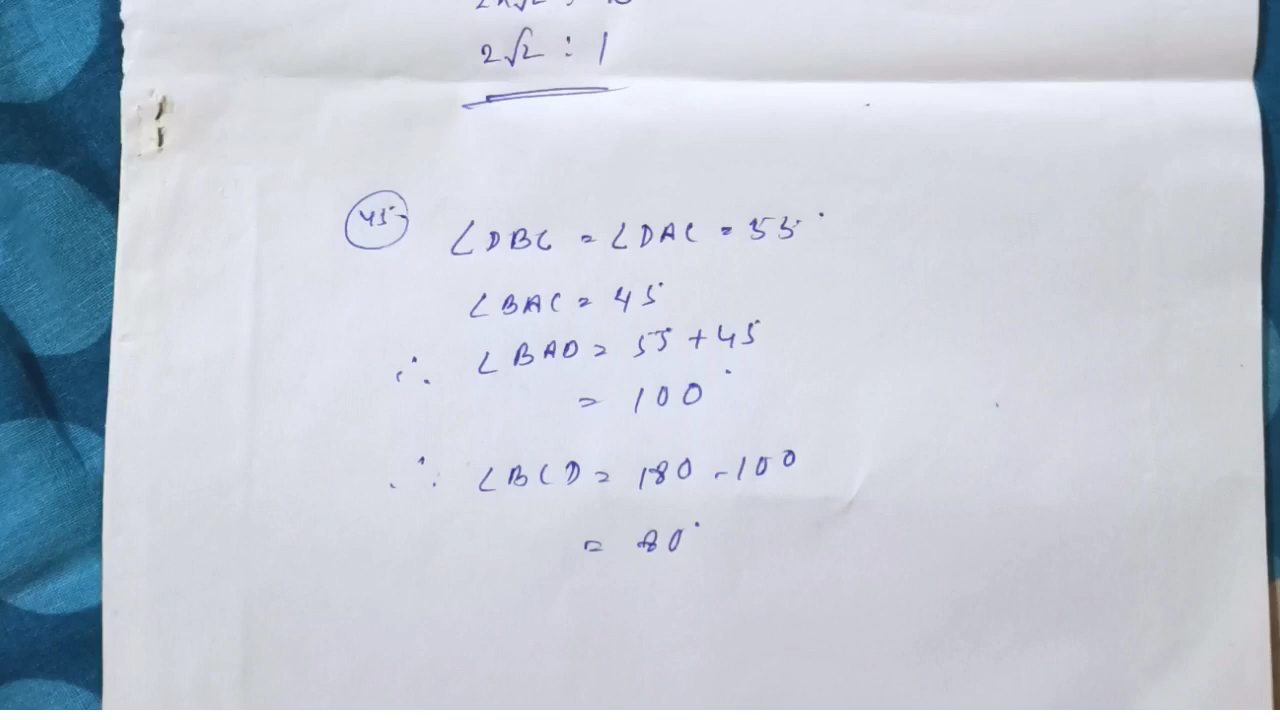 2√2 : 1
45
∠DBC = ∠DAC = 55°
∠BAC = 45
∴ ∠BAD = 55 + 45
= 100°
∴ ∠BCD = 180 - 100
= 80°